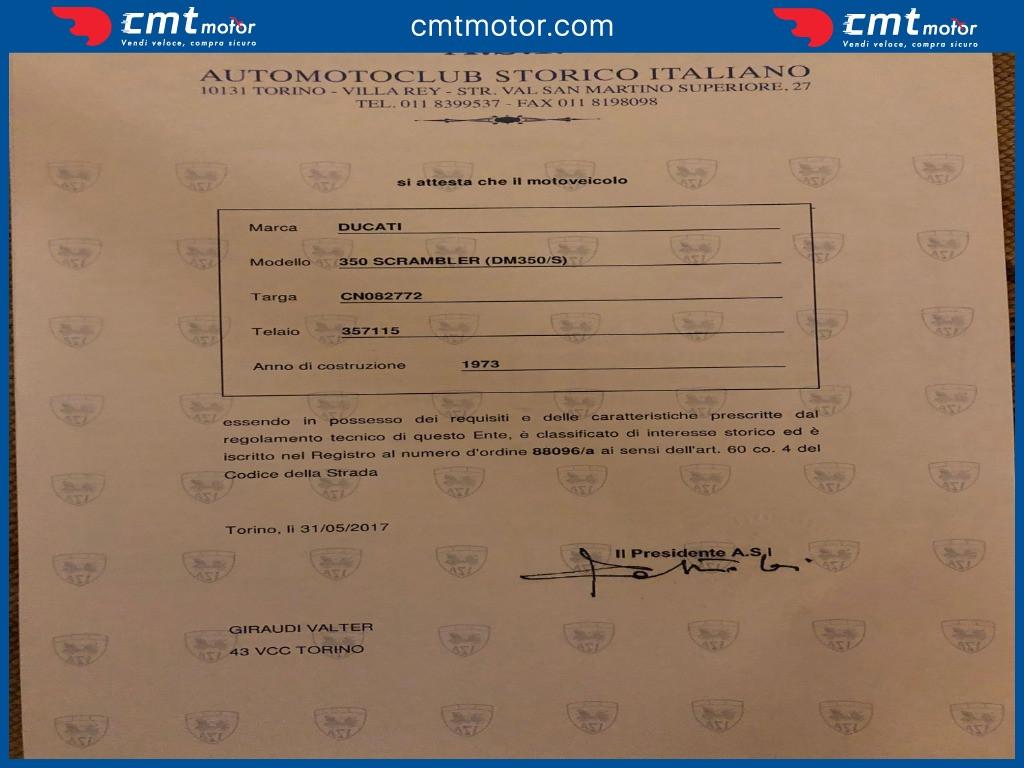 cmt motor
Vendi veloce, compra sicuro
cmtmotor.com
cmt motor
Vendi veloce, compra sicuro
AUTOMOTOCLUB STORICO ITALIANO
10131 TORINO - VILLA REY - STR. VAL SAN MARTINO SUPERIORE, 27
TEL. 011 8399537 - FAX 011 8198098
si attesta che il motoveicolo
Marca DUCATI
Modello 350 SCRAMBLER (DM350/S)
Targa CN082772
Telaio 357115
Anno di costruzione 1973
essendo in possesso dei requisiti e delle caratteristiche prescritte dal
regolamento tecnico di questo Ente, è classificato di interesse storico ed è
iscritto nel Registro al numero d'ordine 88096/a ai sensi dell'art. 60 co. 4 del
Codice della Strada
Torino, li 31/05/2017
Il Presidente A.S.I
GIRAUDI VALTER
43 VCC TORINO